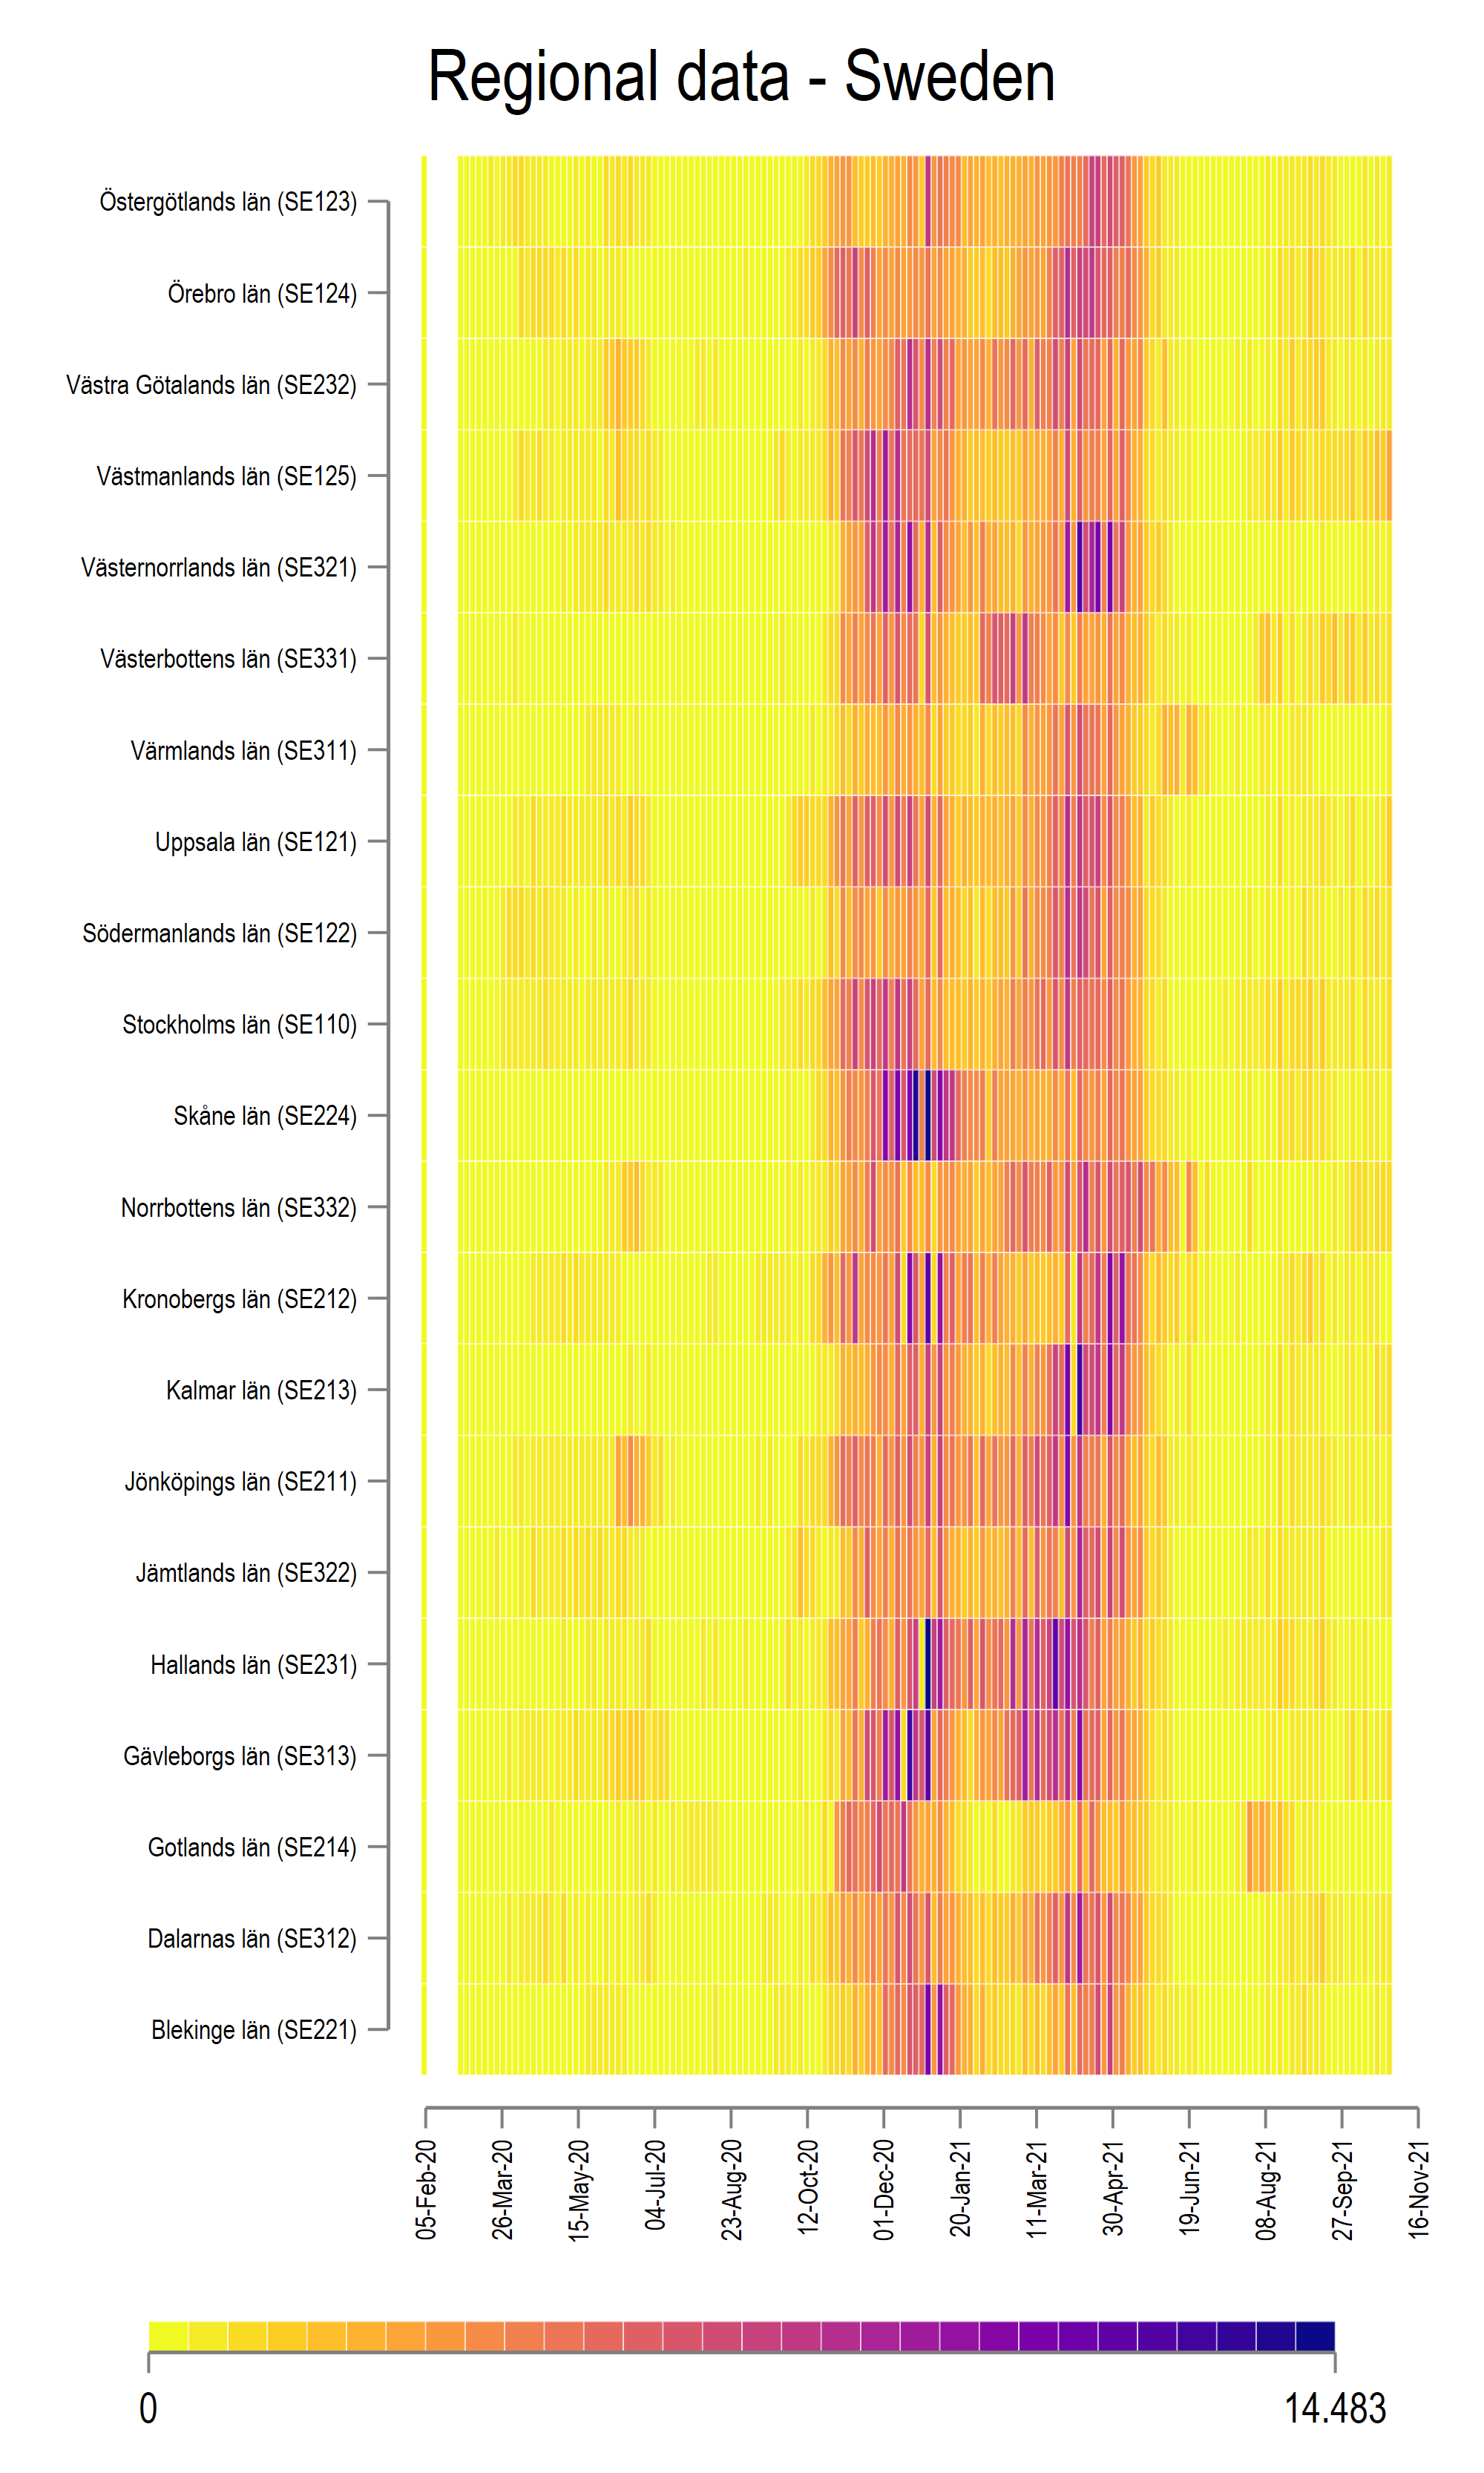 Regional data - Sweden
Östergötlands län (SE123)
Örebro län (SE124)
Västra Götalands län (SE232)
Västmanlands län (SE125)
Västernorrlands län (SE321)
Västerbottens län (SE331)
Värmlands län (SE311)
Uppsala län (SE121)
Södermanlands län (SE122)
Stockholms län (SE110)
Skåne län (SE224)
Norrbottens län (SE332)
Kronobergs län (SE212)
Kalmar län (SE213)
Jönköpings län (SE211)
Jämtlands län (SE322)
Hallands län (SE231)
Gävleborgs län (SE313)
Gotlands län (SE214)
Dalarnas län (SE312)
Blekinge län (SE221)
05-Feb-20
26-Mar-20
15-May-20
04-Jul-20
23-Aug-20
12-Oct-20
01-Dec-20
20-Jan-21
11-Mar-21
30-Apr-21
19-Jun-21
08-Aug-21
27-Sep-21
16-Nov-21
0
14.483